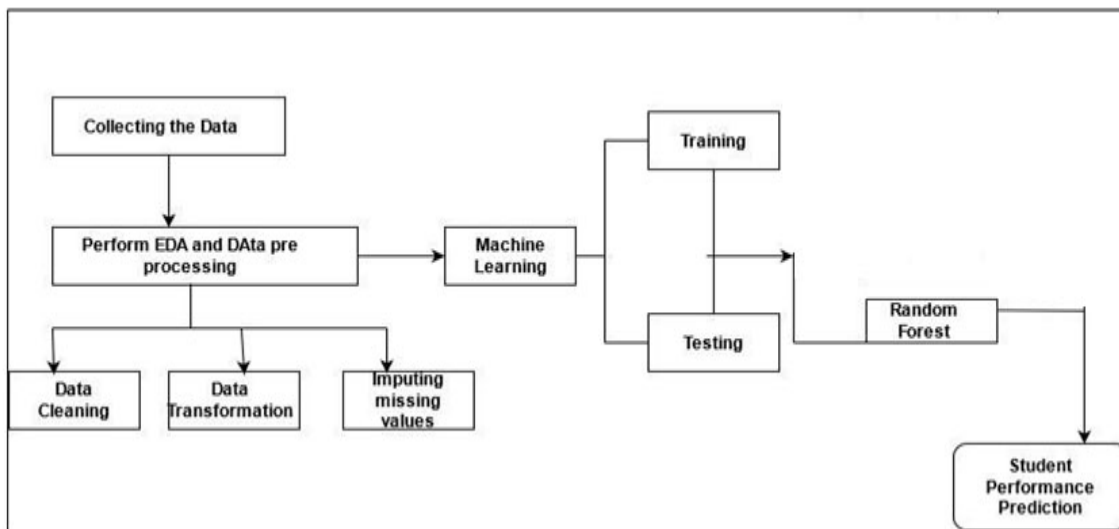 Collecting the Data
Perform EDA and DAta pre
processing
Machine
Learning
Training
Testing
Random
Forest
Data
Cleaning
Data
Transformation
Imputing
missing
values
Student
Performance
Prediction